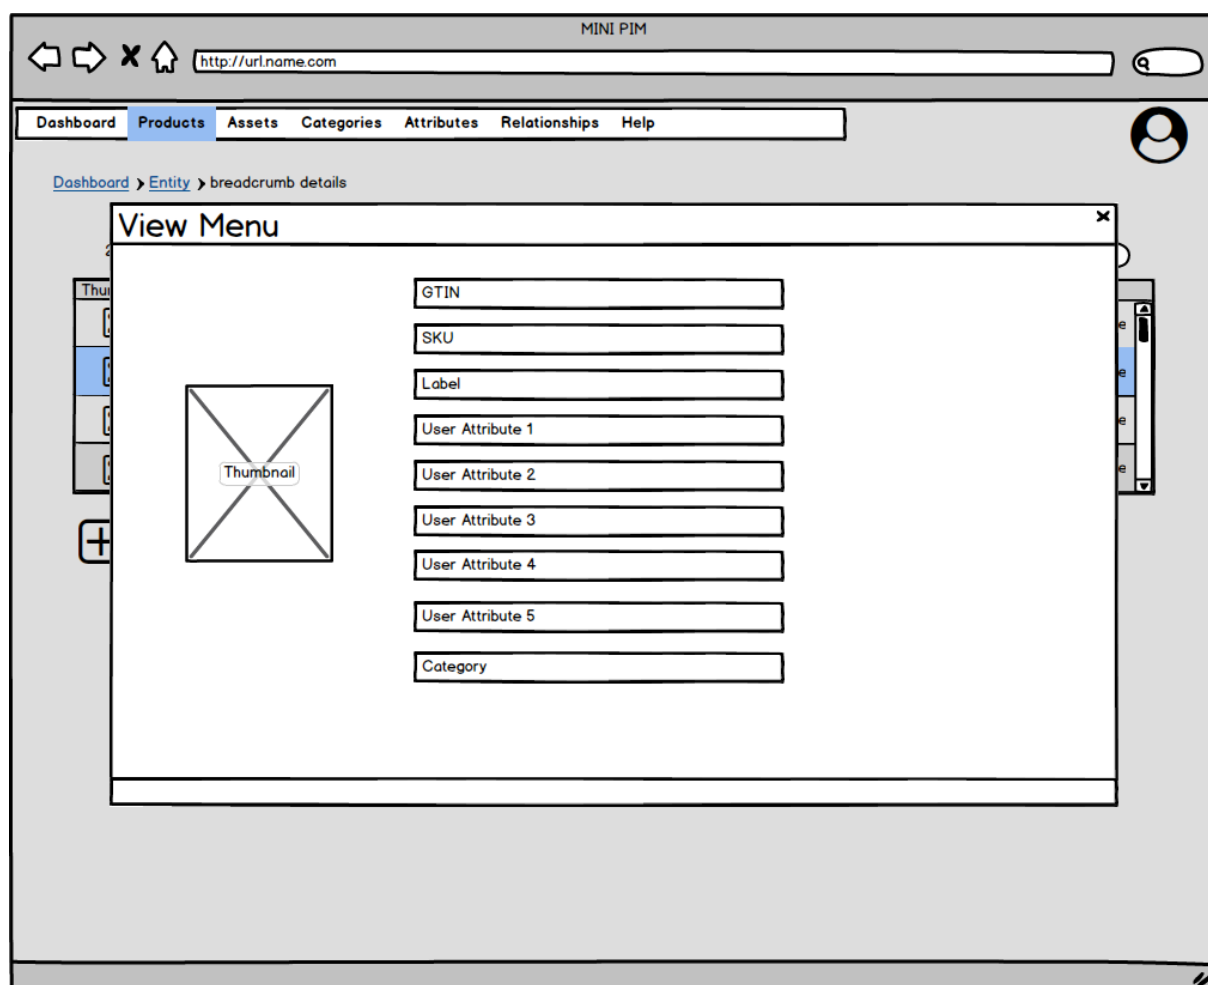 MINI PIM
http://url.name.com
Dashboard Products Assets Categories Attributes Relationships Help
Dashboard Entity breadcrumb details
View Menu
GTIN
SKU
Label
User Attribute 1
User Attribute 2
User Attribute 3
User Attribute 4
User Attribute 5
Category
Thumbnail